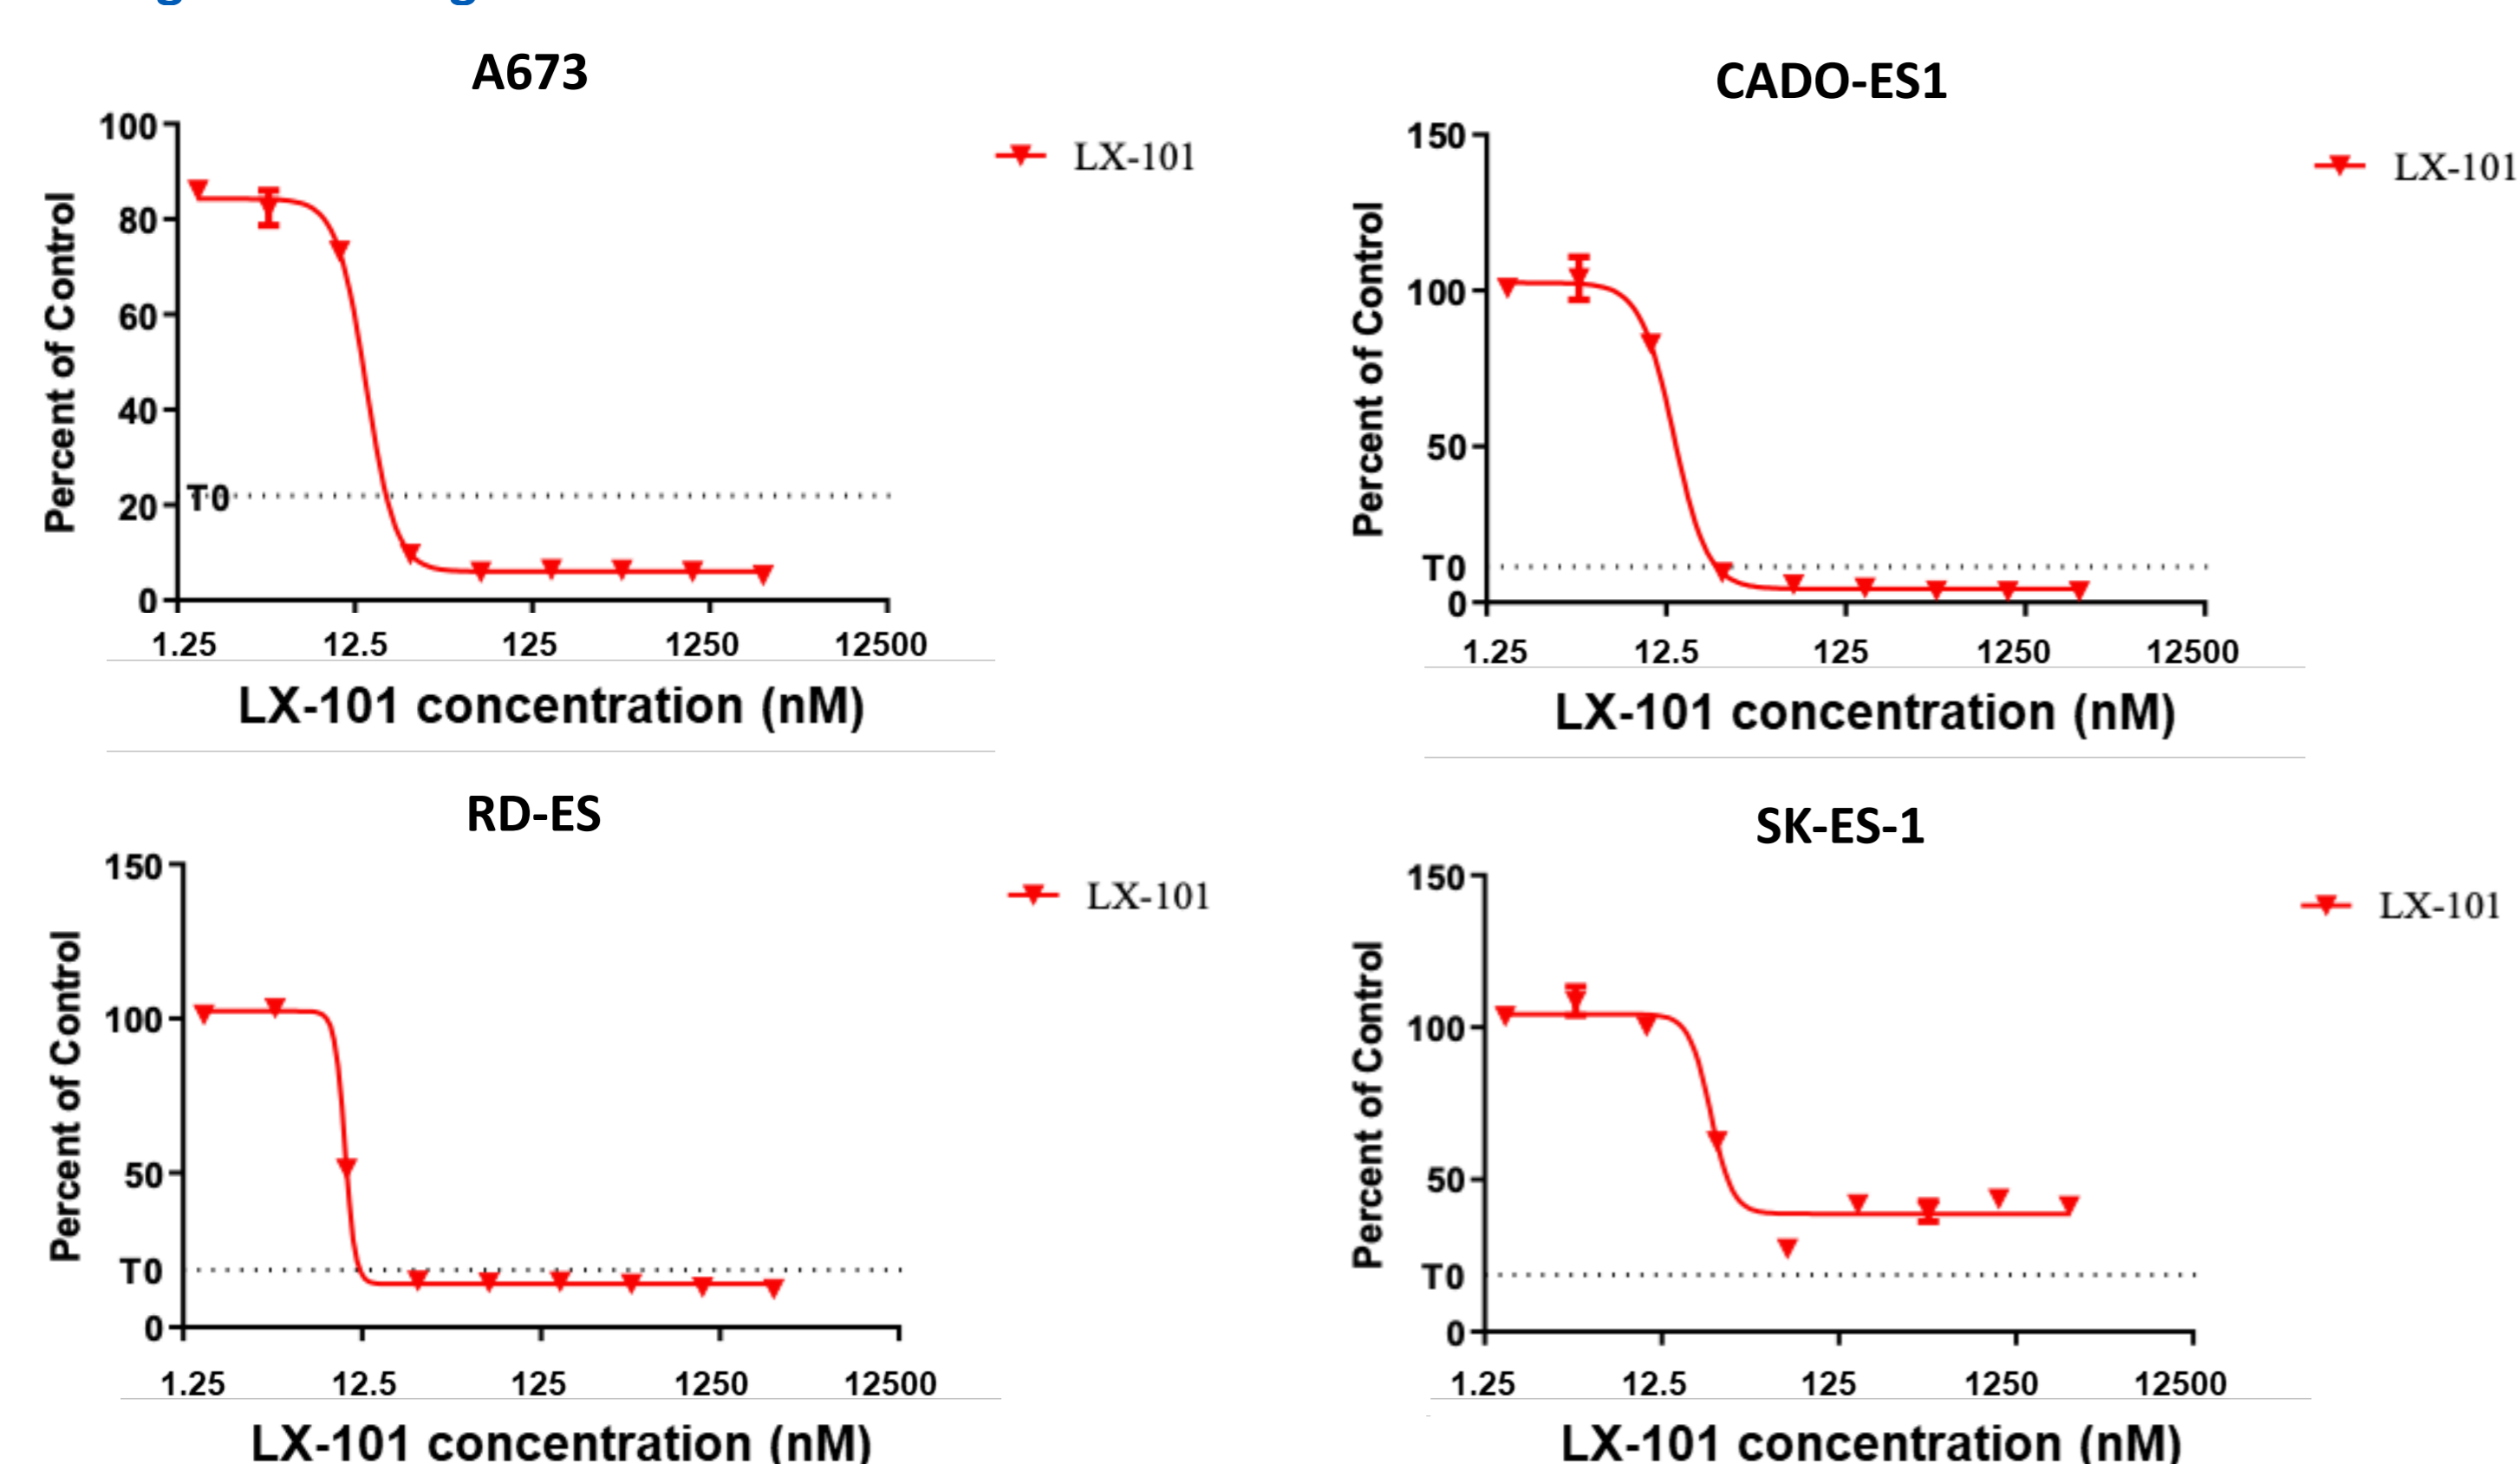 A673
100
80
60
40
20
0
T0
Percent of Control
LX-101
1.25 12.5 125 1250 12500
LX-101 concentration (nM)
CADO-ES1
150
100
50
T0
0
Percent of Control
LX-101
1.25 12.5 125 1250 12500
LX-101 concentration (nM)
RD-ES
150
100
50
T0
0
Percent of Control
LX-101
1.25 12.5 125 1250 12500
LX-101 concentration (nM)
SK-ES-1
150
100
50
T0
0
Percent of Control
LX-101
1.25 12.5 125 1250 12500
LX-101 concentration (nM)